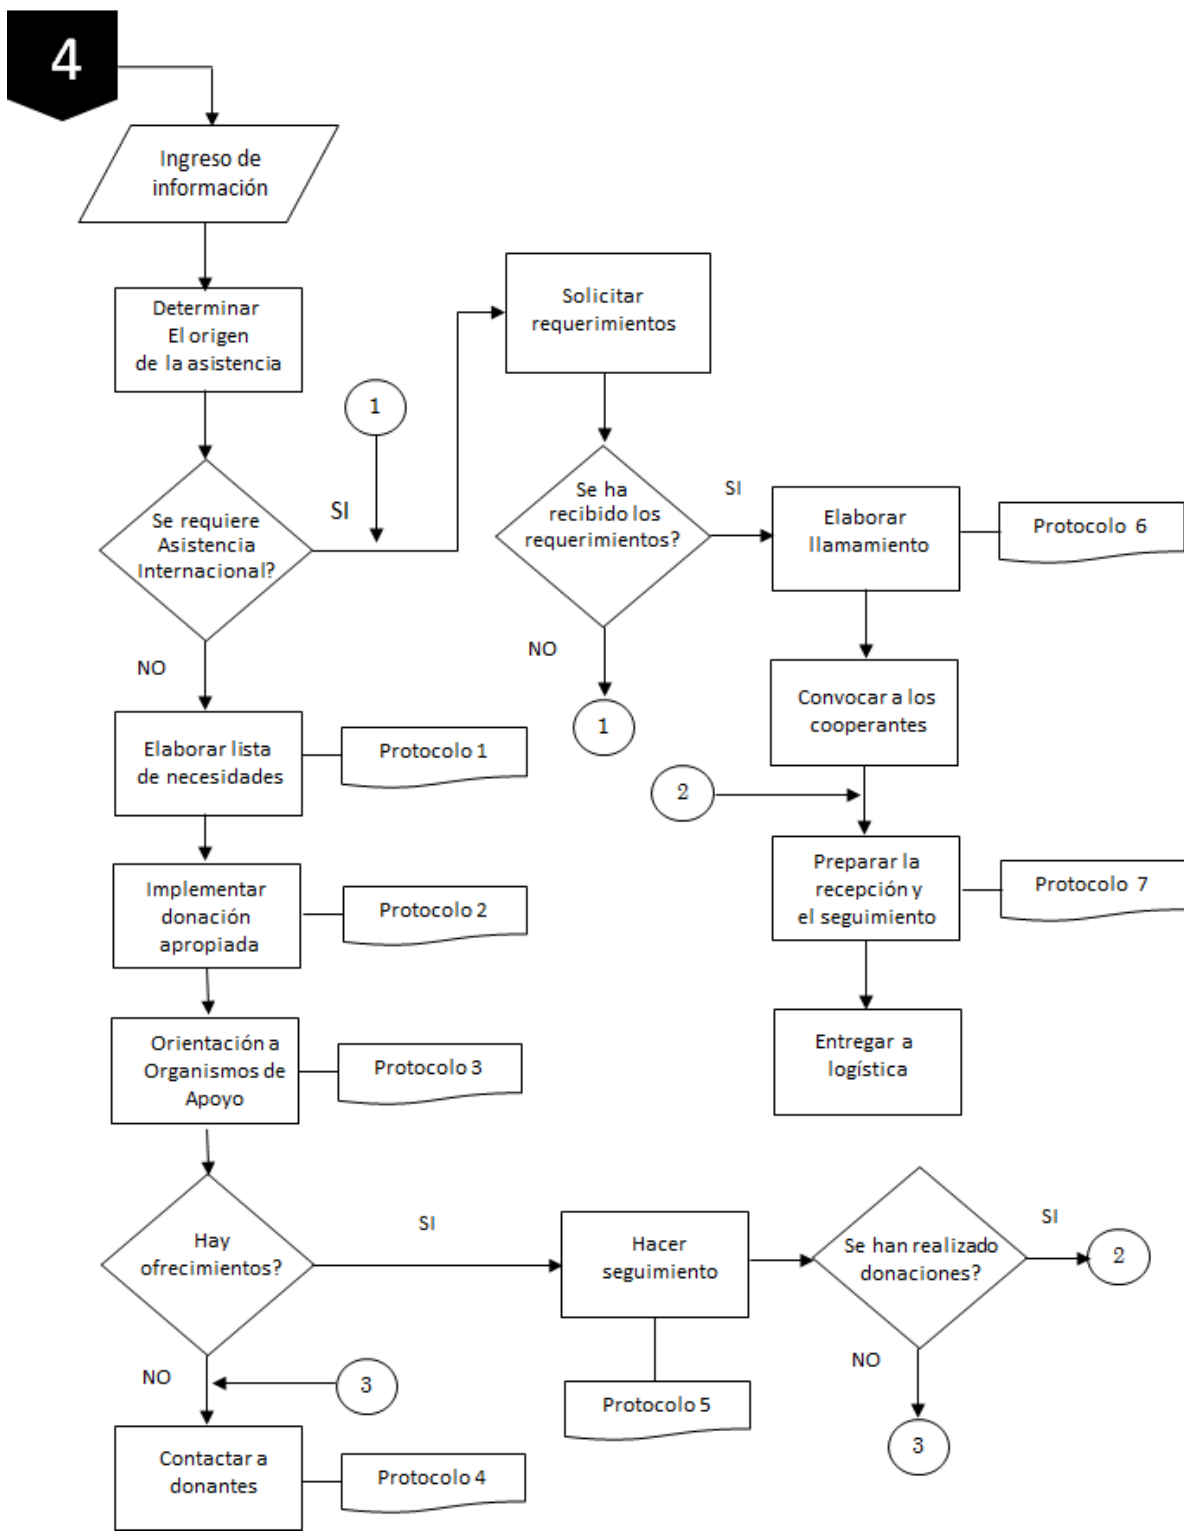 4
Ingreso de
información
Determinar
El origen
de la asistencia
1
SI
Se requiere
Asistencia
Internacional?
NO
Elaborar lista
de necesidades
Protocolo 1
Implementar
donación
apropiada
Protocolo 2
Orientación a
Organismos de
Apoyo
Protocolo 3
Hay
ofrecimientos?
SI
NO
3
Contactar a
donantes
Protocolo 4
Hacer
seguimiento
Protocolo 5
Se han realizado
donaciones?
SI
2
NO
3
Solicitar
requerimientos
Se ha
recibido los
requerimientos?
SI
NO
1
Elaborar
llamamiento
Protocolo 6
Convocar a los
cooperantes
2
Preparar la
recepción y
el seguimiento
Protocolo 7
Entregar a
logística